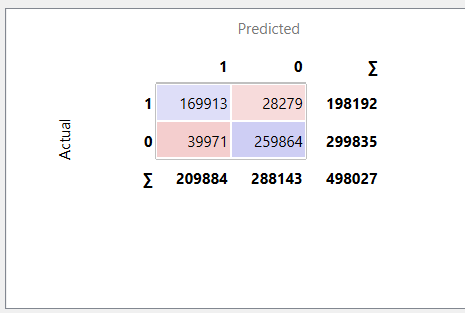 Predicted
1 0 ∑
1 169913 28279 198192
Actual
0 39971 259864 299835
∑ 209884 288143 498027